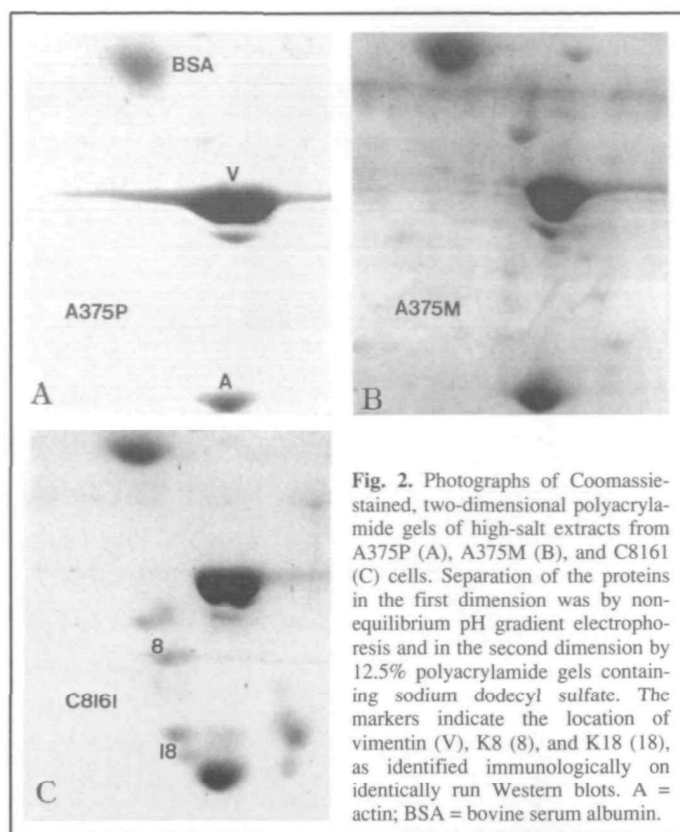 BSA
V
A375P
A
A
A375M
B
8
C8161
18
C
Fig. 2. Photographs of Coomassie-
stained, two-dimensional polyacryla-
mide gels of high-salt extracts from
A375P (A), A375M (B), and C8161
(C) cells. Separation of the proteins
in the first dimension was by non-
equilibrium pH gradient electropho-
resis and in the second dimension by
12.5% polyacrylamide gels contain-
ing sodium dodecyl sulfate. The
markers indicate the location of
vimentin (V), K8 (8), and K18 (18),
as identified immunologically on
identically run Western blots. A =
actin; BSA = bovine serum albumin.